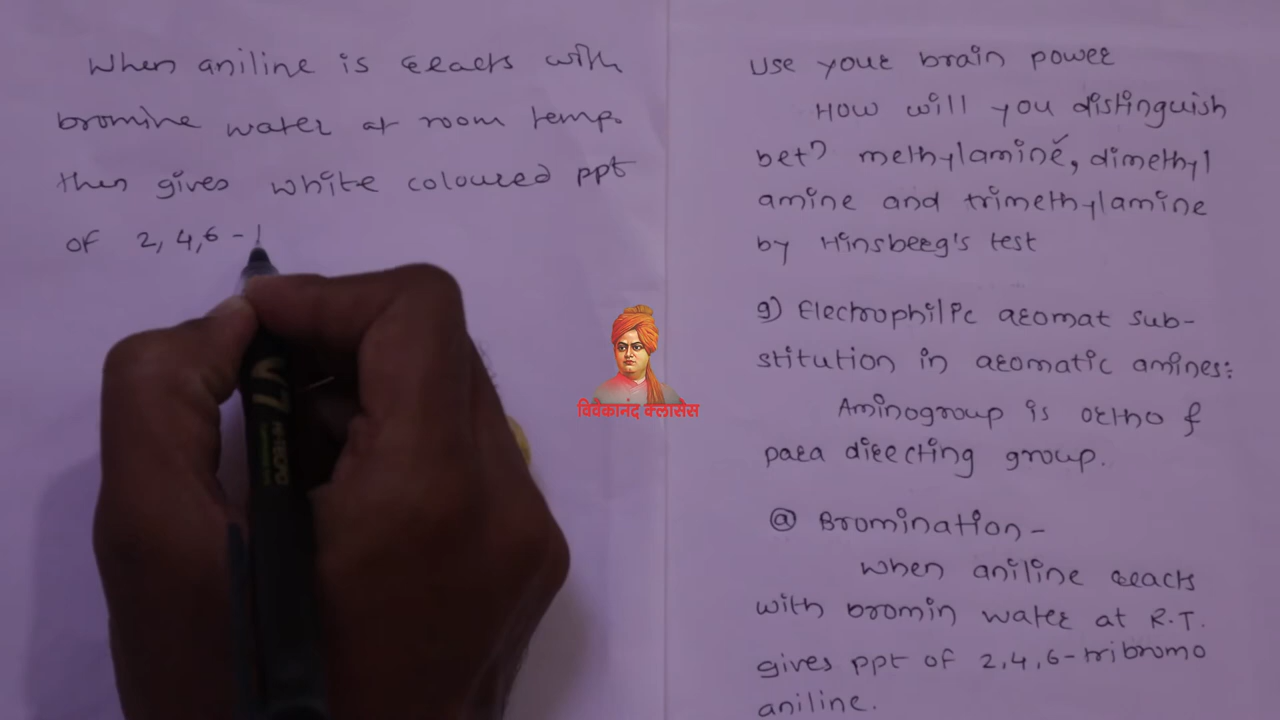 When aniline is reacts with
bromine water at room temp.
then gives white coloured ppt
of 2, 4,6 -
Use your brain power
How will you distinguish
betn methylamine, dimethyl
amine and trimethylamine
by Hinsberg's test
g) Electrophilic aromat sub-
stitution in aromatic amines:
Aminogroup is ortho &
para directing group.
ⓐ Bromination -
When aniline reacts
with bromin water at R.T.
gives ppt of 2,4,6-tribromo
aniline.
विवेकानंद क्लासेस
V7